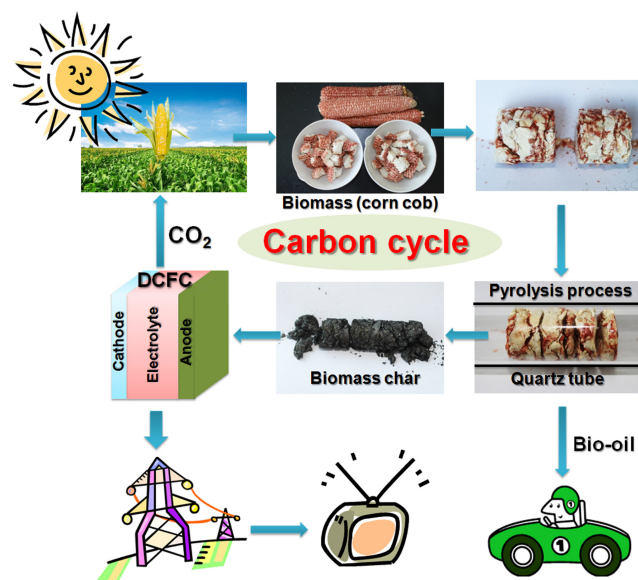 Biomass (corn cob)
CO₂
Carbon cycle
DCFC
Cathode
Electrolyte
Anode
Biomass char
Pyrolysis process
Quartz tube
Bio-oil
1
1